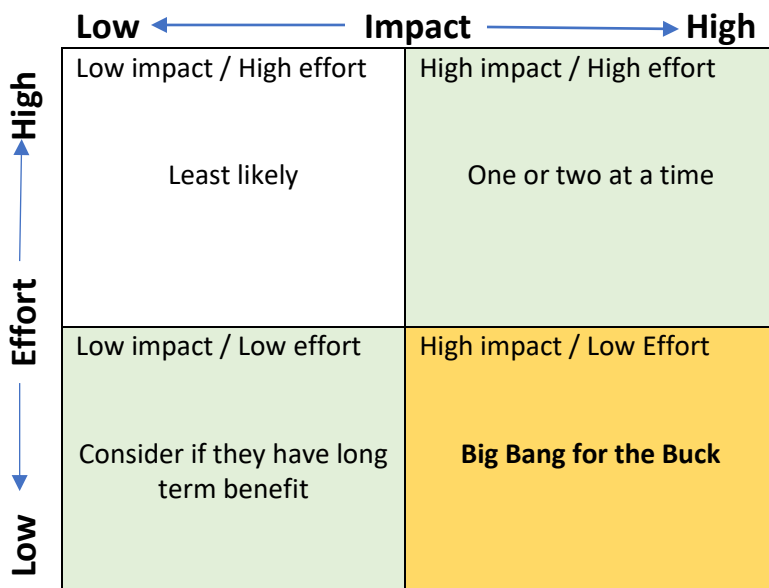 Low Impact High
High
Effort
Low
Low impact / High effort
Least likely
High impact / High effort
One or two at a time
Low impact / Low effort
Consider if they have long
term benefit
High impact / Low Effort
Big Bang for the Buck